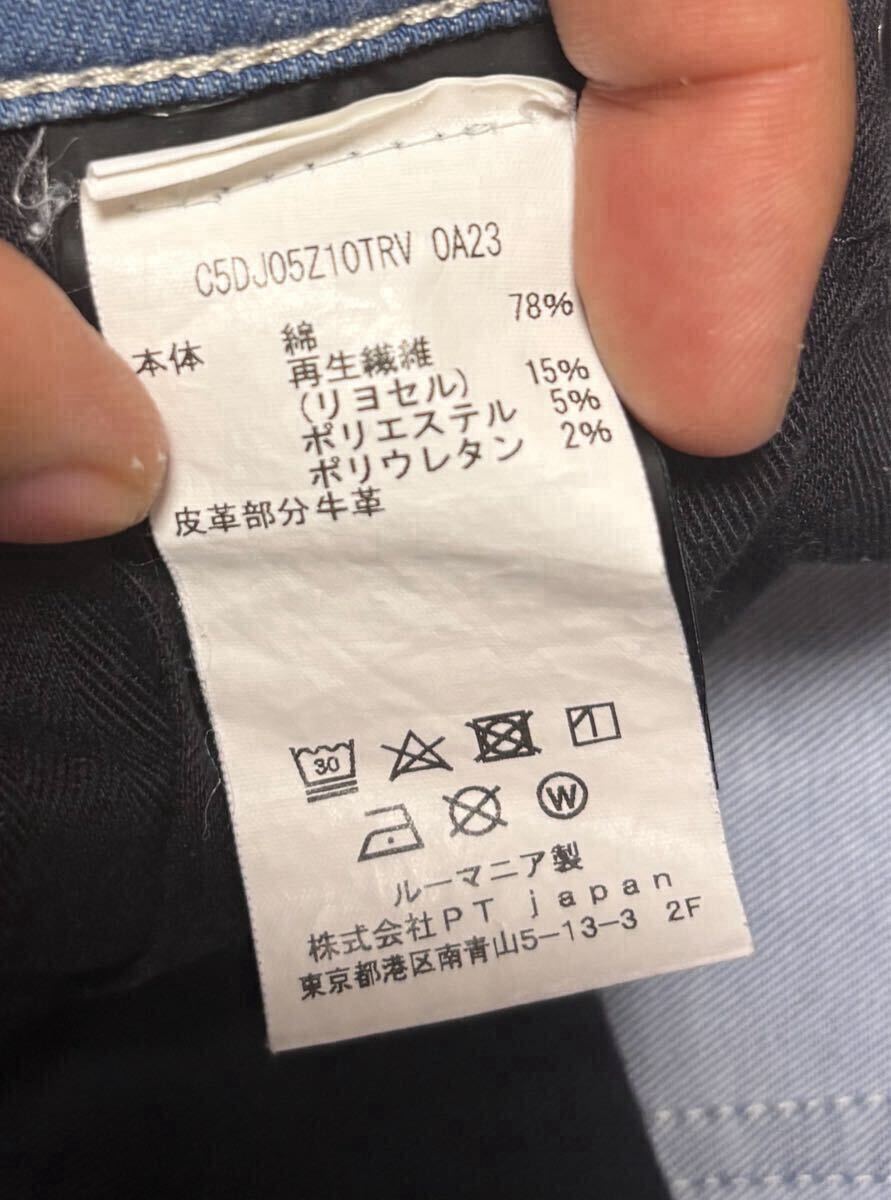 C5DJ05Z10TRV 0A23
本体 綿 78%
再生繊維
(リヨセル) 15%
ポリエステル 5%
ポリウレタン 2%
皮革部分牛革
30
W
ルーマニア製
株式会社PT japan
東京都港区南青山5-13-3 2F